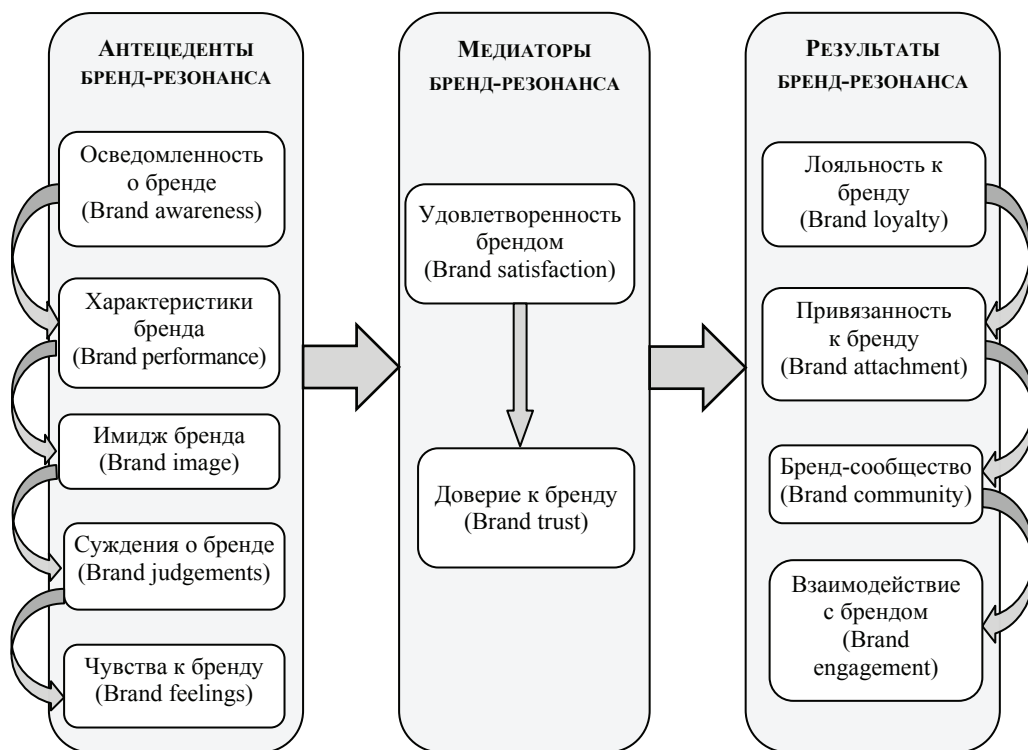 АНТЕЦЕДЕНТЫ
БРЕНД-РЕЗОНАНСА
Осведомленность
о бренде
(Brand awareness)
Характеристики
бренда
(Brand performance)
Имидж бренда
(Brand image)
Суждения о бренде
(Brand judgements)
Чувства к бренду
(Brand feelings)
МЕДИАТОРЫ
БРЕНД-РЕЗОНАНСА
Удовлетворенность
брендом
(Brand satisfaction)
Доверие к бренду
(Brand trust)
РЕЗУЛЬТАТЫ
БРЕНД-РЕЗОНАНСА
Лояльность к
бренду
(Brand loyalty)
Привязанность
к бренду
(Brand attachment)
Бренд-сообщество
(Brand community)
Взаимодействие
с брендом
(Brand
engagement)